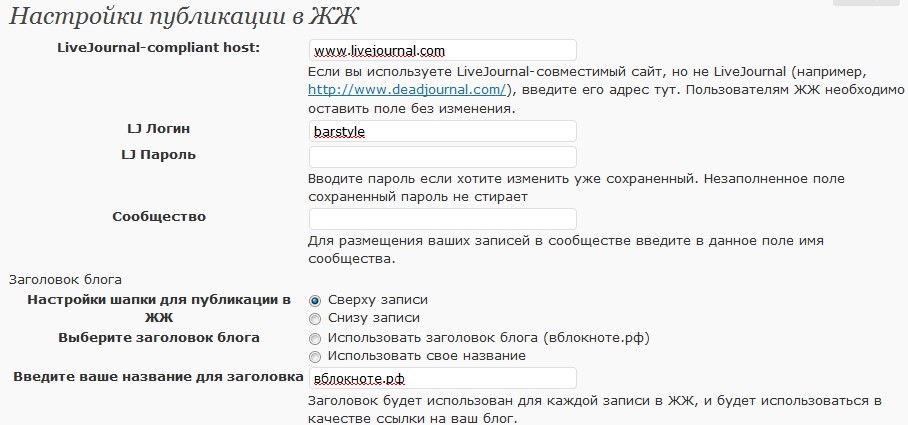 Настройки публикации в ЖЖ
LiveJournal-compliant host:
www.livejournal.com
Если вы используете LiveJournal-совместимый сайт, но не LiveJournal (например,
http://www.deadjournal.com/), введите его адрес тут. Пользователям ЖЖ необходимо
оставить поле без изменения.
LJ Логин
barstyle
LJ Пароль
Вводите пароль если хотите изменить уже сохраненный. Незаполненное поле
сохраненный пароль не стирает
Сообщество
Для размещения ваших записей в сообществе введите в данное поле имя
сообщества.
Заголовок блога
Настройки шапки для публикации в
ЖЖ
Сверху записи
Снизу записи
Выберите заголовок блога
Использовать заголовок блога (вблокноте.рф)
Использовать свое название
Введите ваше название для заголовка
вблокноте.рф
Заголовок будет использован для каждой записи в ЖЖ, и будет использоваться в
качестве ссылки на ваш блог.